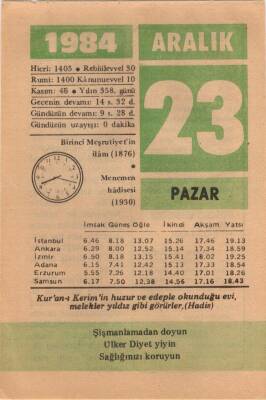 1984
ARALIK
Hicri: 1405 • Rebiülevvel 30
Rumi: 1400 Kânunuevvel 10
Kasım: 46 • Yılın 358. günü
Gecenin devamı: 14 s. 32 d.
Gündüzün devamı: 9 s. 28 d.
Gündüzün uzayışı: 0 dakika
23
Birinci Meşrutiyet'in
ilâm (1876)
•
Menemen
hâdisesi
(1930)
PAZAR
İmsak Güneş Öğle İkindi Akşam Yatsı
İstanbul 6.46 8.18 13.07 15.26 17.46 19.13
Ankara 6.29 8.00 12.52 15.14 17.34 18.59
İzmir 6.50 8.18 13.15 15.41 18.02 19.25
Adana 6.15 7.41 12.42 15.13 17.33 18.54
Erzurum 5.55 7.26 12.18 14.40 17.01 18.26
Samsun 6.17 7.50 12.38 14.56 17.16 18.43
Kur'an-ı Kerim'in huzur ve edeple okunduğu evi,
melekler yıldız gibi görürler. (Hadis)
Şişmanlamadan doyun
Ülker Diyet yiyin
Sağlığınızı koruyun